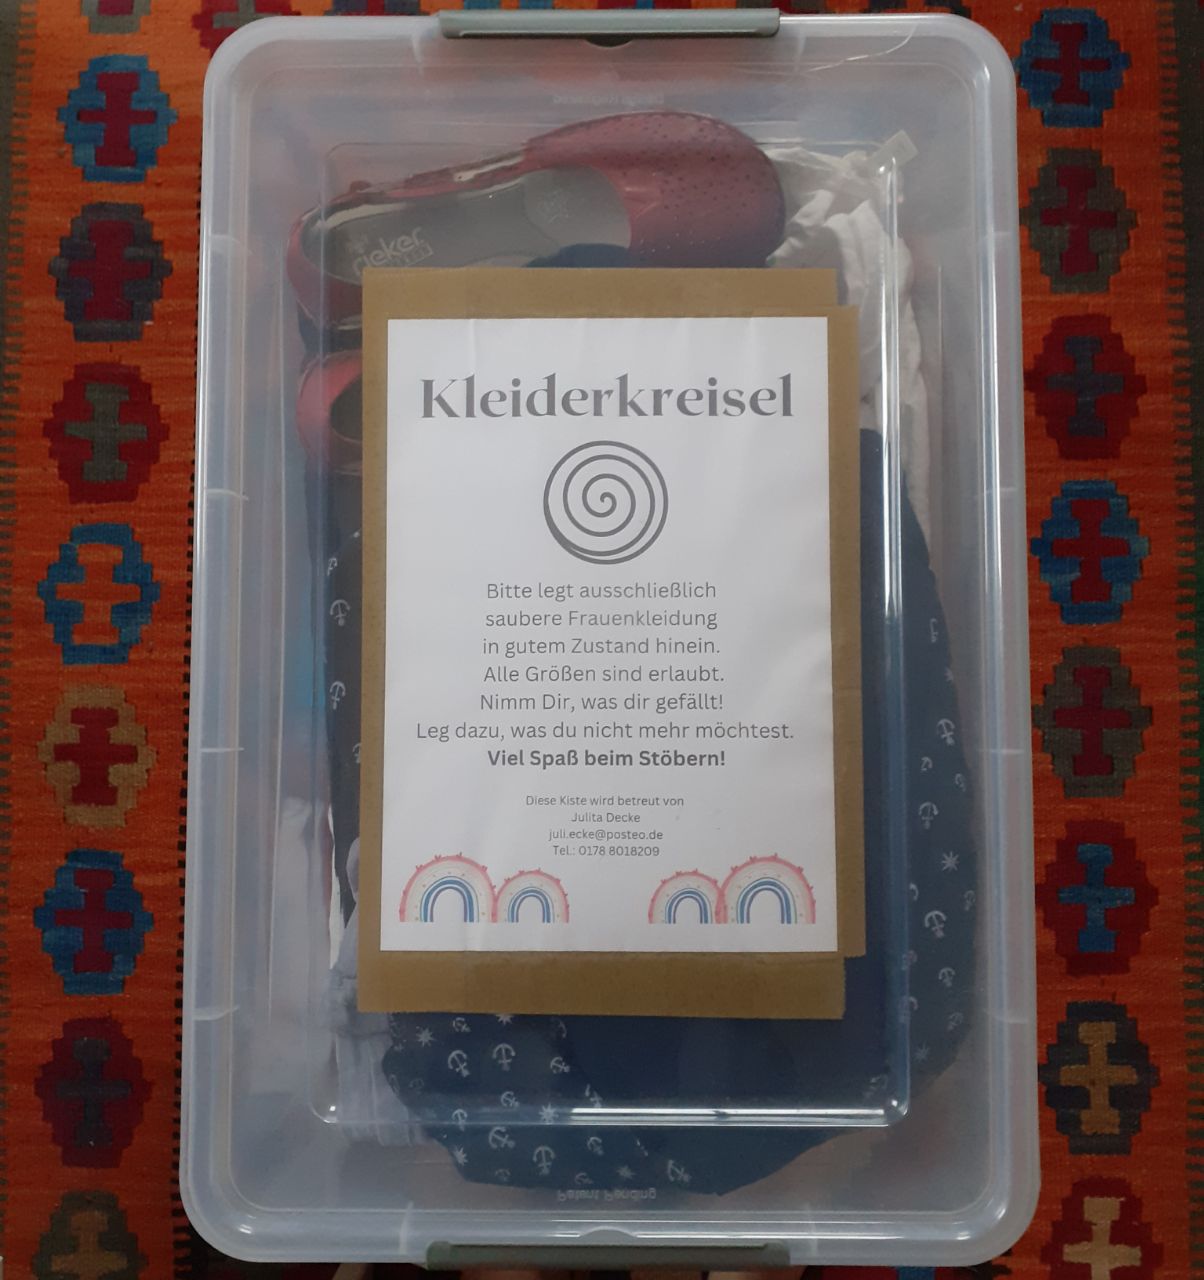 rieker
Kleiderkreisel
Bitte legt ausschließlich
saubere Frauenkleidung
in gutem Zustand hinein.
Alle Größen sind erlaubt.
Nimm Dir, was dir gefällt!
Leg dazu, was du nicht mehr möchtest.
Viel Spaß beim Stöbern!
Diese Kiste wird betreut von
Julita Decke
juli.ecke@posteo.de
Tel.: 0178 8018209
Patent Pending